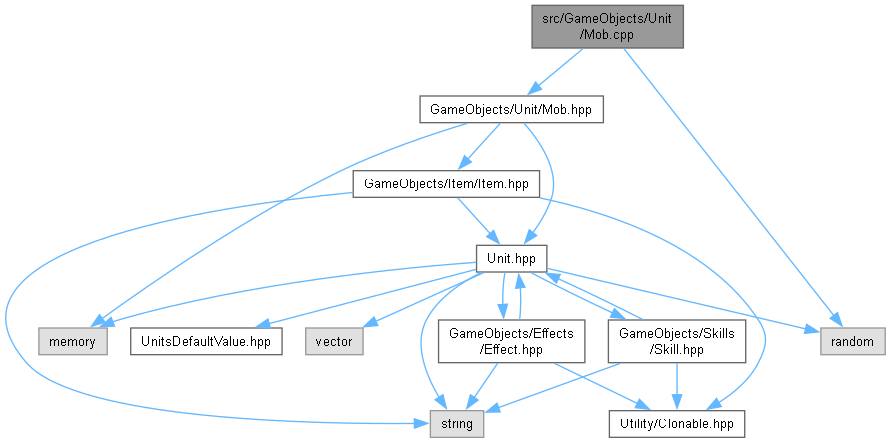 src/GameObjects/Unit
/Mob.cpp
GameObjects/Unit/Mob.hpp
GameObjects/Item/Item.hpp
Unit.hpp
memory
UnitsDefaultValue.hpp
vector
GameObjects/Effects
/Effect.hpp
GameObjects/Skills
/Skill.hpp
random
string
Utility/Clonable.hpp